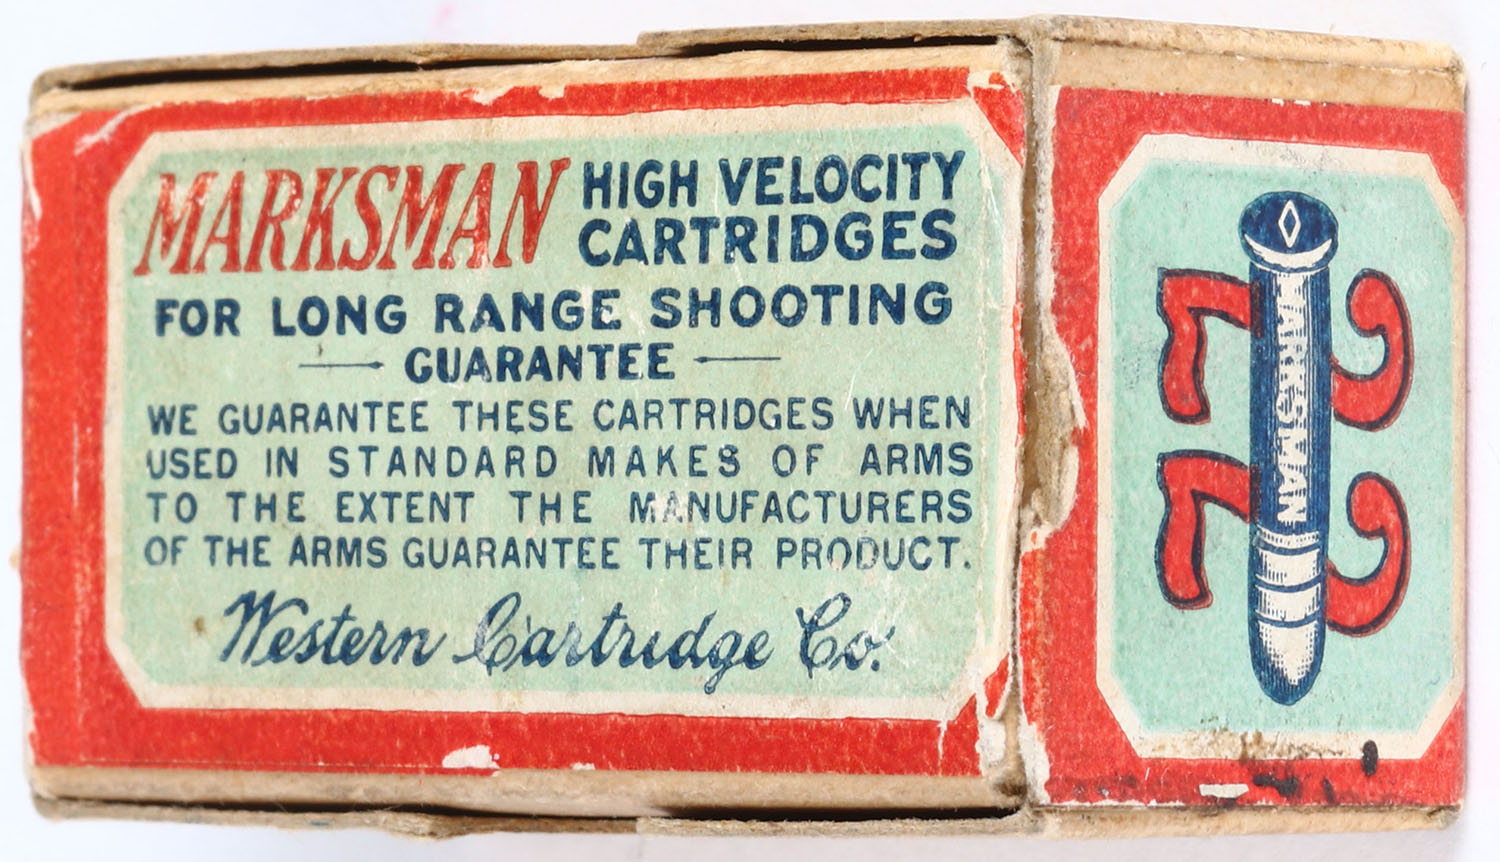 MARKSMAN HIGH VELOCITY
CARTRIDGES
FOR LONG RANGE SHOOTING
GUARANTEE
WE GUARANTEE THESE CARTRIDGES WHEN
USED IN STANDARD MAKES OF ARMS
TO THE EXTENT THE MANUFACTURERS
OF THE ARMS GUARANTEE THEIR PRODUCT.
Western Cartridge Co.
22
MARKSMAN